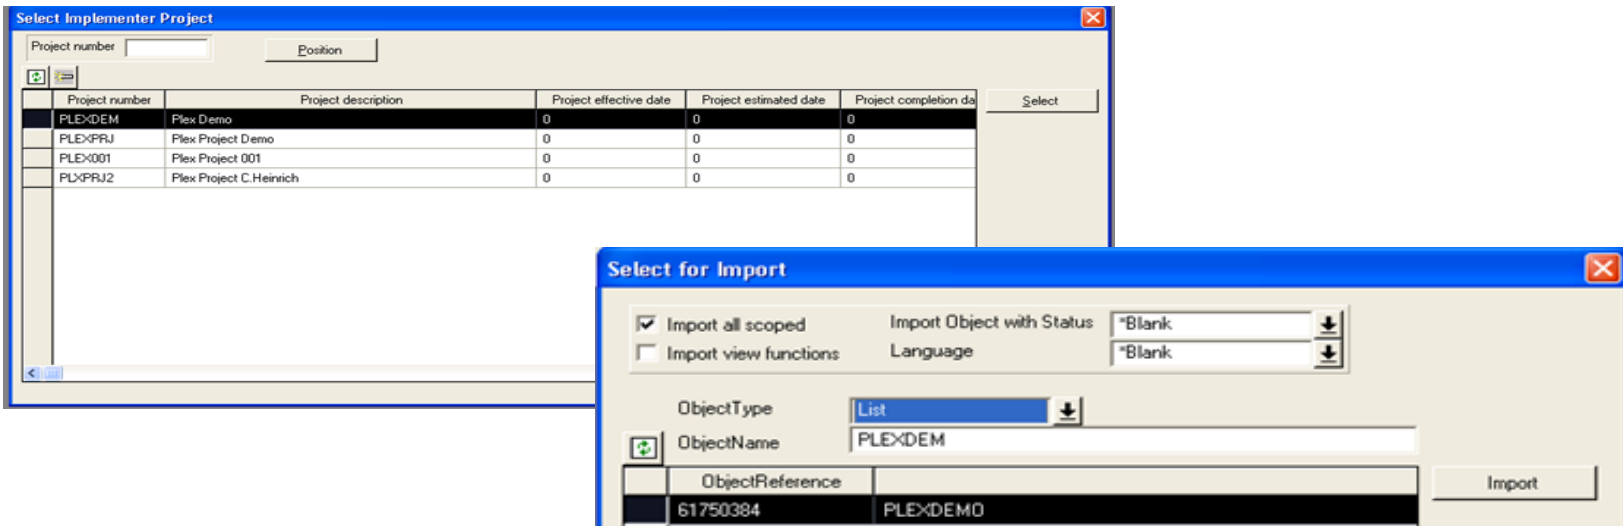 Select Implementer Project
Project number
Position
Project number Project description Project effective date Project estimated date Project completion da
Select
PLEXDEM Plex Demo 0 0 0
PLEXPRJ Plex Project Demo 0 0 0
PLEX001 Plex Project 001 0 0 0
PLXPRJ2 Plex Project C.Heinrich 0 0 0
Select for Import
Import all scoped Import Object with Status *Blank
Import view functions Language *Blank
ObjectType List
ObjectName PLEXDEM
ObjectReference
Import
61750384 PLEXDEMO